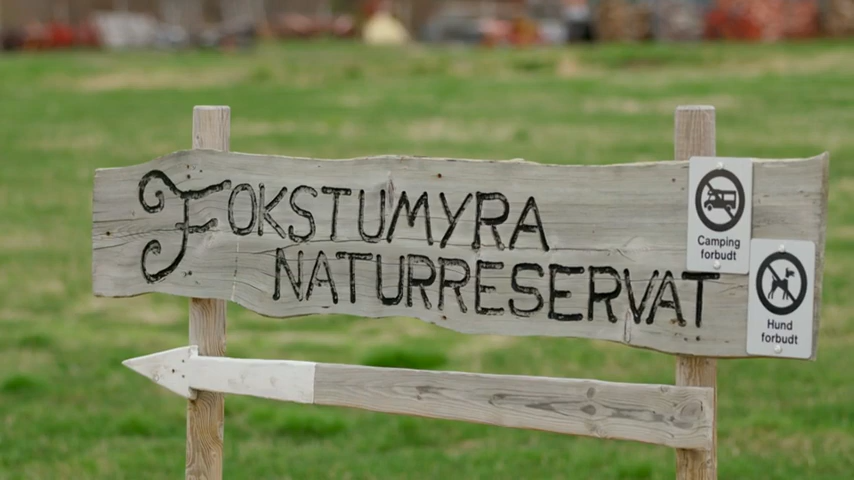 FOKSTUMYRA
NATURRESERVAT
Camping
forbudt
Hund
forbudt